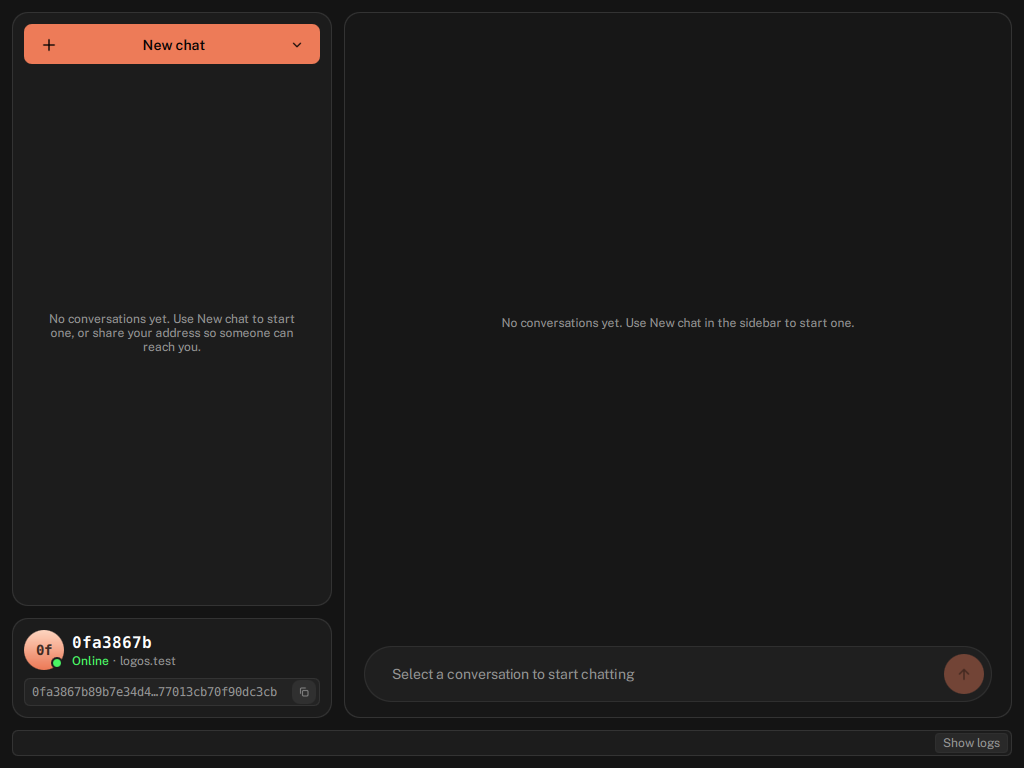 New chat
No conversations yet. Use New chat to start
one, or share your address so someone can
reach you.
No conversations yet. Use New chat in the sidebar to start one.
0f
0fa3867b
Online · logos.test
0fa3867b89b7e34d4…77013cb70f90dc3cb
Select a conversation to start chatting
Show logs